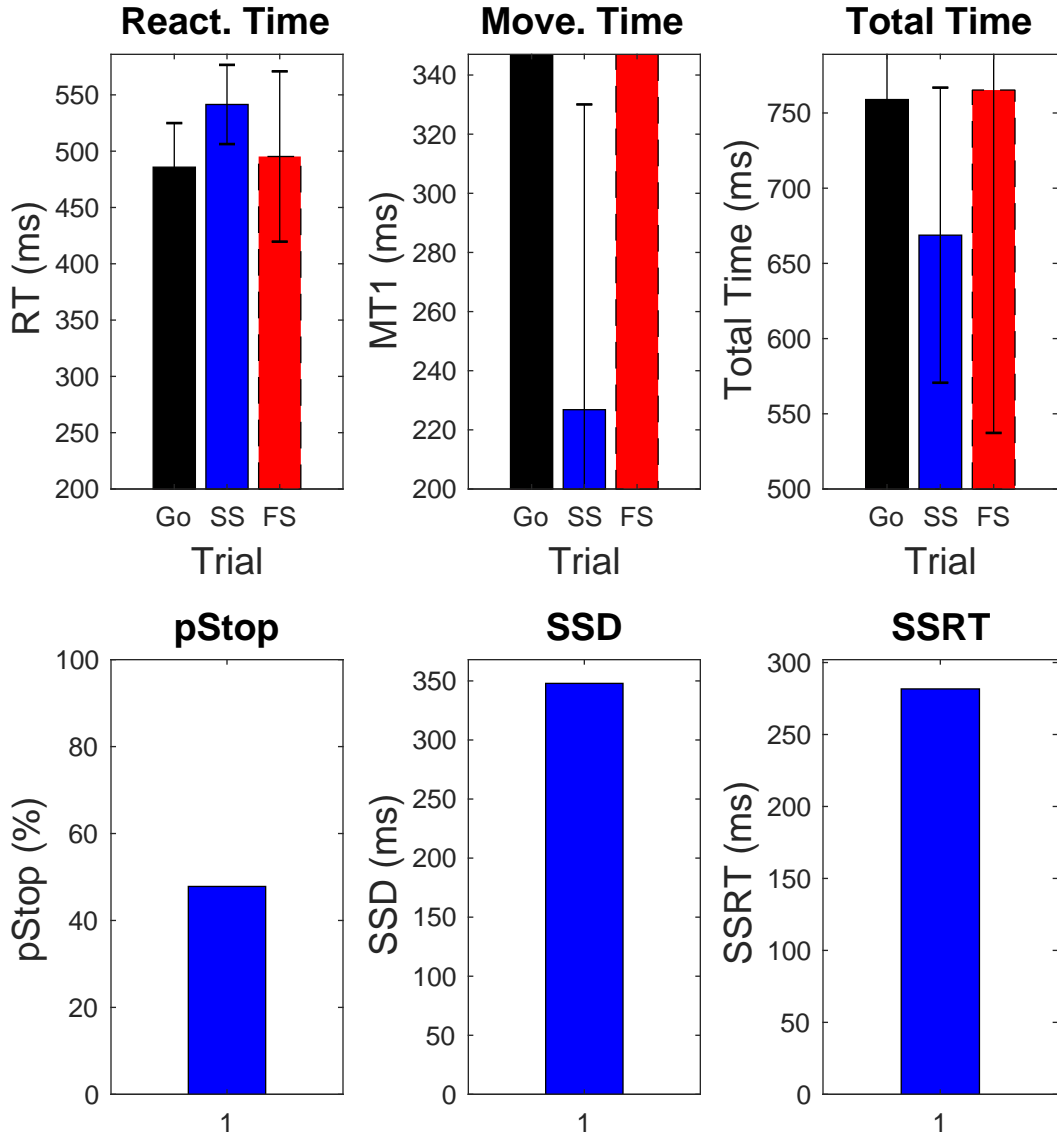 React. Time
Move. Time
Total Time
RT (ms)
550
500
450
400
350
300
250
200
Go SS FS
Trial
MT1 (ms)
340
320
300
280
260
240
220
200
Go SS FS
Trial
Total Time (ms)
750
700
650
600
550
500
Go SS FS
Trial
pStop
SSD
SSRT
pStop (%)
100
80
60
40
20
0
1
SSD (ms)
350
300
250
200
150
100
50
0
1
SSRT (ms)
300
250
200
150
100
50
0
1